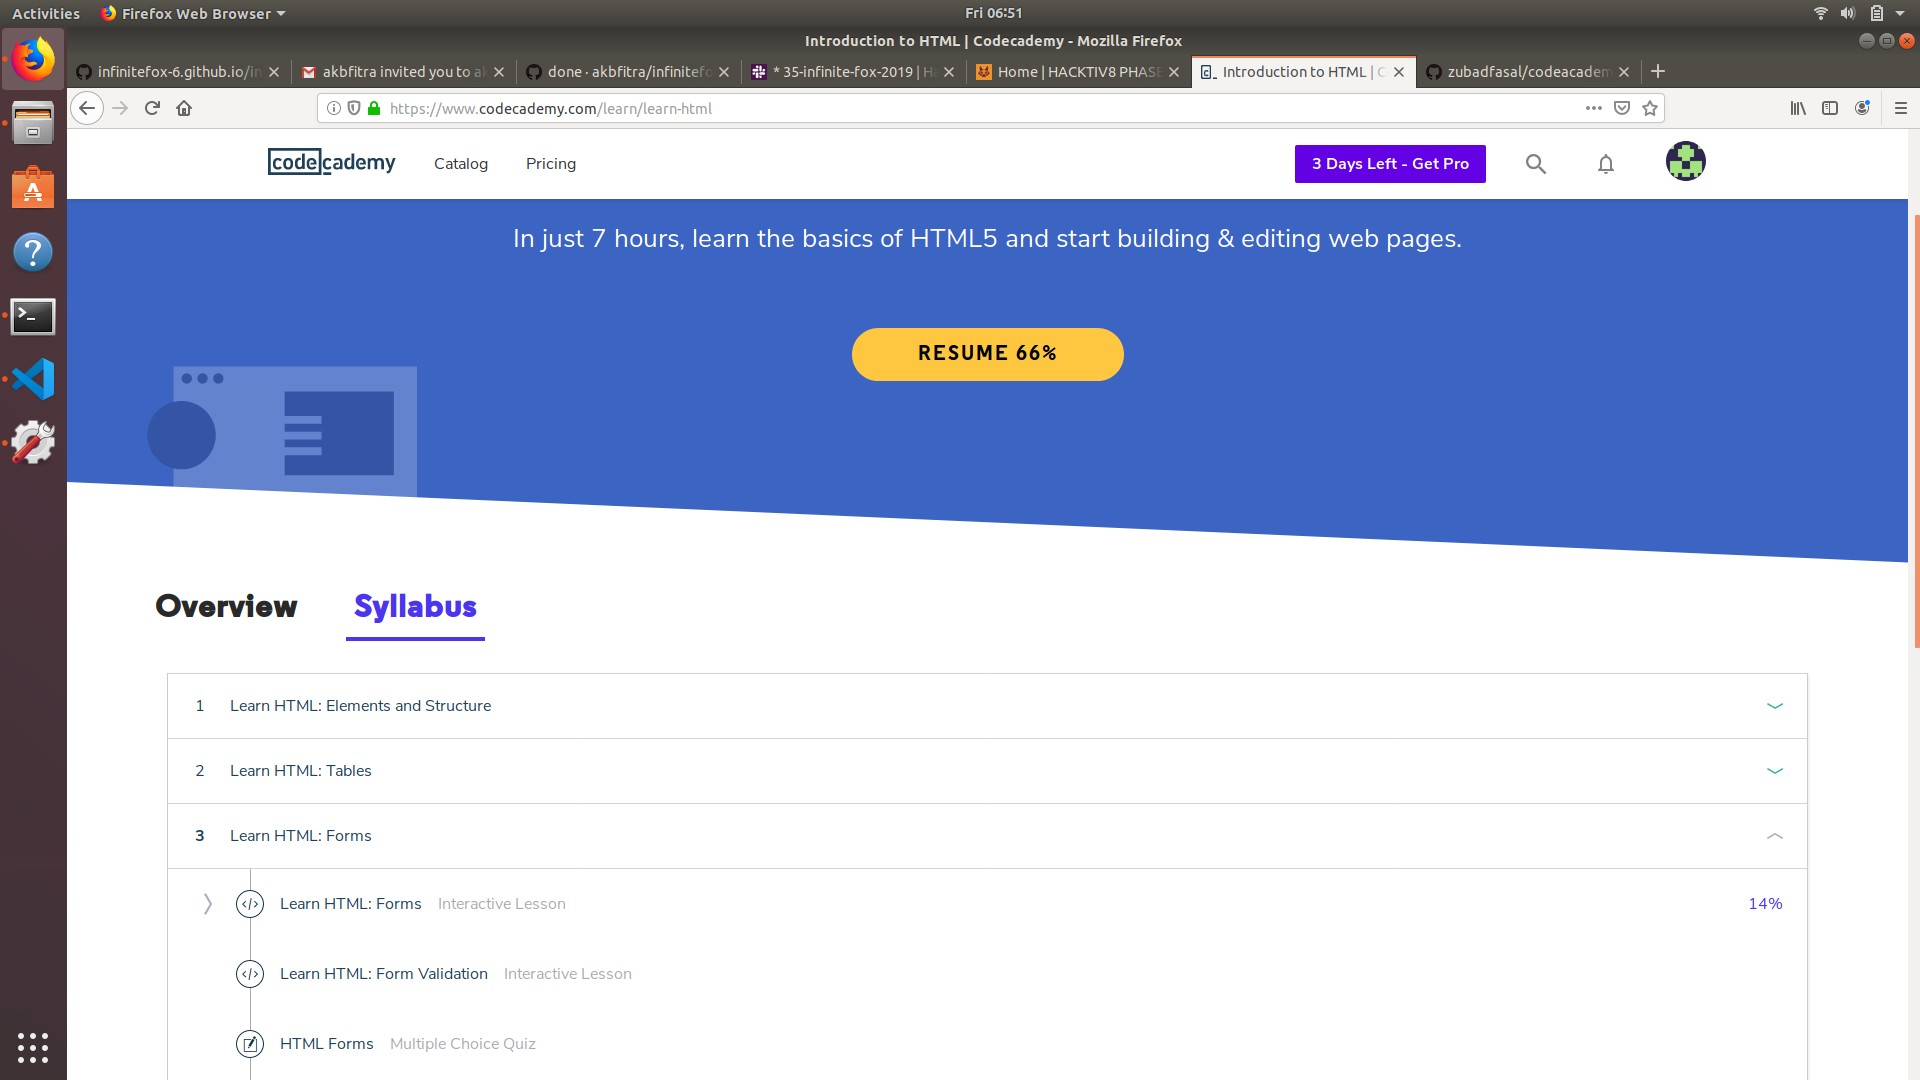 Activities
Firefox Web Browser
Fri 06:51
Introduction to HTML | Codecademy - Mozilla Firefox
infinitefox-6.github.io/in
akbfitra invited you to ak
done · akbfitra/infinitefo
* 35-infinite-fox-2019 | Ha
Home | HACKTIV8 PHASE
Introduction to HTML | C
zubadfasal/codeacadem
https://www.codecademy.com/learn/learn-html
codecademy
Catalog
Pricing
3 Days Left - Get Pro
In just 7 hours, learn the basics of HTML5 and start building & editing web pages.
RESUME 66%
Overview
Syllabus
1 Learn HTML: Elements and Structure
2 Learn HTML: Tables
3 Learn HTML: Forms
Learn HTML: Forms Interactive Lesson 14%
Learn HTML: Form Validation Interactive Lesson
HTML Forms Multiple Choice Quiz